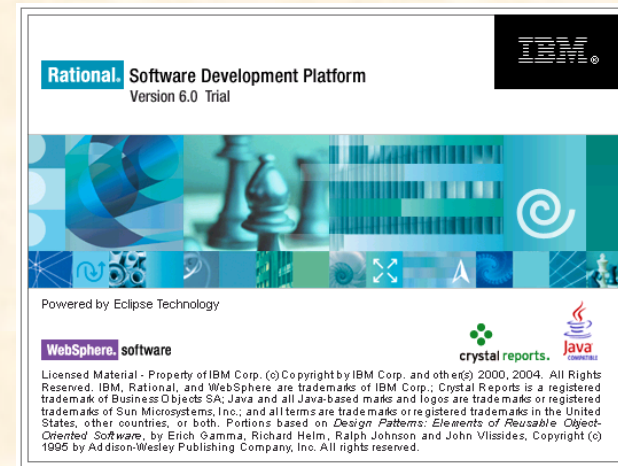 IBM®
Rational. Software Development Platform
Version 6.0 Trial
Powered by Eclipse Technology
WebSphere. software
crystal reports.
Java
COMPATIBLE
Licensed Material - Property of IBM Corp. (c) Copyright by IBM Corp. and other(s) 2000, 2004. All Rights
Reserved. IBM, Rational, and WebSphere are trademarks of IBM Corp.; Crystal Reports is a registered
trademark of Business Objects SA; Java and all Java-based marks and logos are trademarks or registered
trademarks of Sun Microsystems, Inc.; and all terms are trademarks or registered trademarks in the United
States, other countries, or both. Portions based on Design Patterns: Elements of Reusable Object-
Oriented Software, by Erich Gamma, Richard Helm, Ralph Johnson and John Vlissides, Copyright (c)
1995 by Addison-Wesley Publishing Company, Inc. All rights reserved.